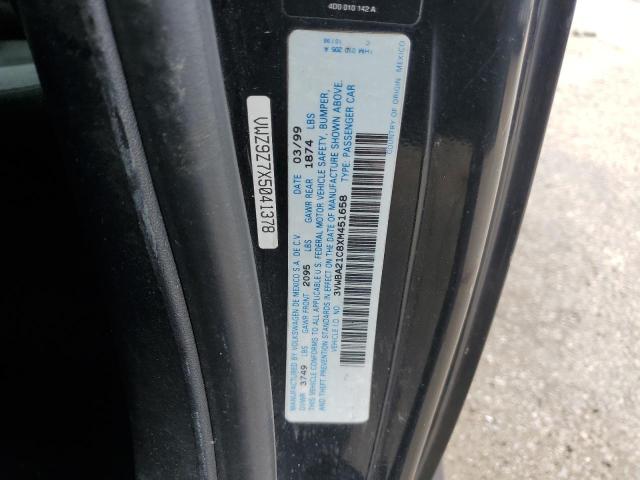 4D0 010 142 A
VWZ9Z7X5041378
1HM 010 205 A
MANUFACTURED BY VOLKSWAGEN DE MEXICO S.A. DE C.V. DATE 03/99
GVWR 3749 LBS GAWR FRONT 2095 LBS GAWR REAR 1874 LBS
THIS VEHICLE CONFORMS TO ALL APPLICABLE U.S. FEDERAL MOTOR VEHICLE SAFETY, BUMPER,
AND THEFT PREVENTION STANDARDS IN EFFECT ON THE DATE OF MANUFACTURE SHOWN ABOVE.
VEHICLE I.D. NO. 3VWBA21C8XM451658 TYPE: PASSENGER CAR
COUNTRY OF ORIGIN MEXICO